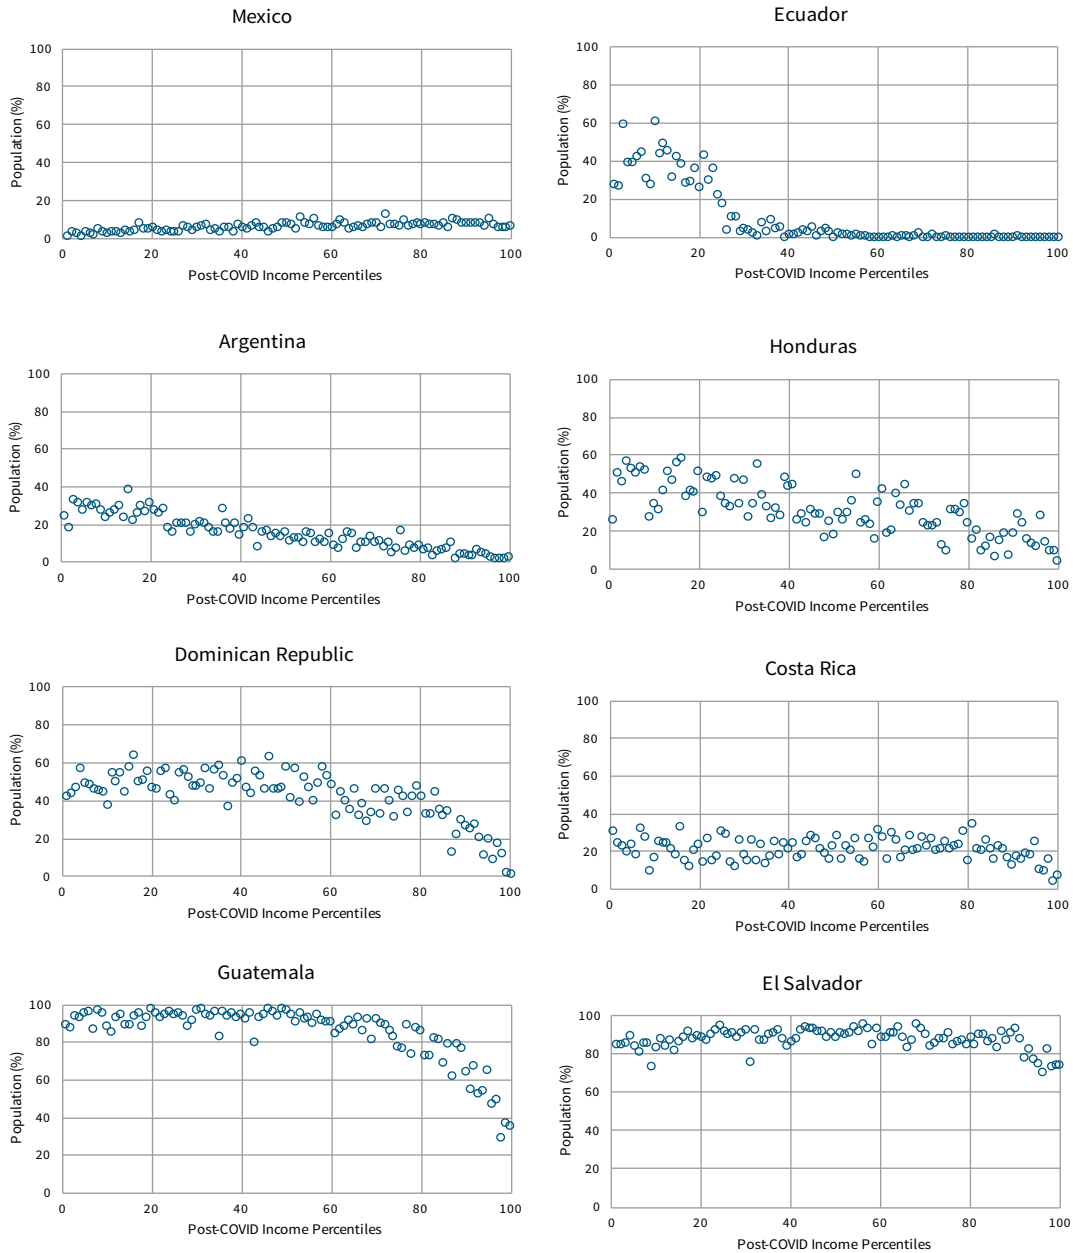 Mexico
Population (%)
100
80
60
40
20
0
0 20 40 60 80 100
Post-COVID Income Percentiles
Ecuador
Population (%)
100
80
60
40
20
0
0 20 40 60 80 100
Post-COVID Income Percentiles
Argentina
Population (%)
100
80
60
40
20
0
0 20 40 60 80 100
Post-COVID Income Percentiles
Honduras
Population (%)
100
80
60
40
20
0
0 20 40 60 80 100
Post-COVID Income Percentiles
Dominican Republic
Population (%)
100
80
60
40
20
0
0 20 40 60 80 100
Post-COVID Income Percentiles
Costa Rica
Population (%)
100
80
60
40
20
0
0 20 40 60 80 100
Post-COVID Income Percentiles
Guatemala
Population (%)
100
80
60
40
20
0
0 20 40 60 80 100
Post-COVID Income Percentiles
El Salvador
Population (%)
100
80
60
40
20
0
0 20 40 60 80 100
Post-COVID Income Percentiles